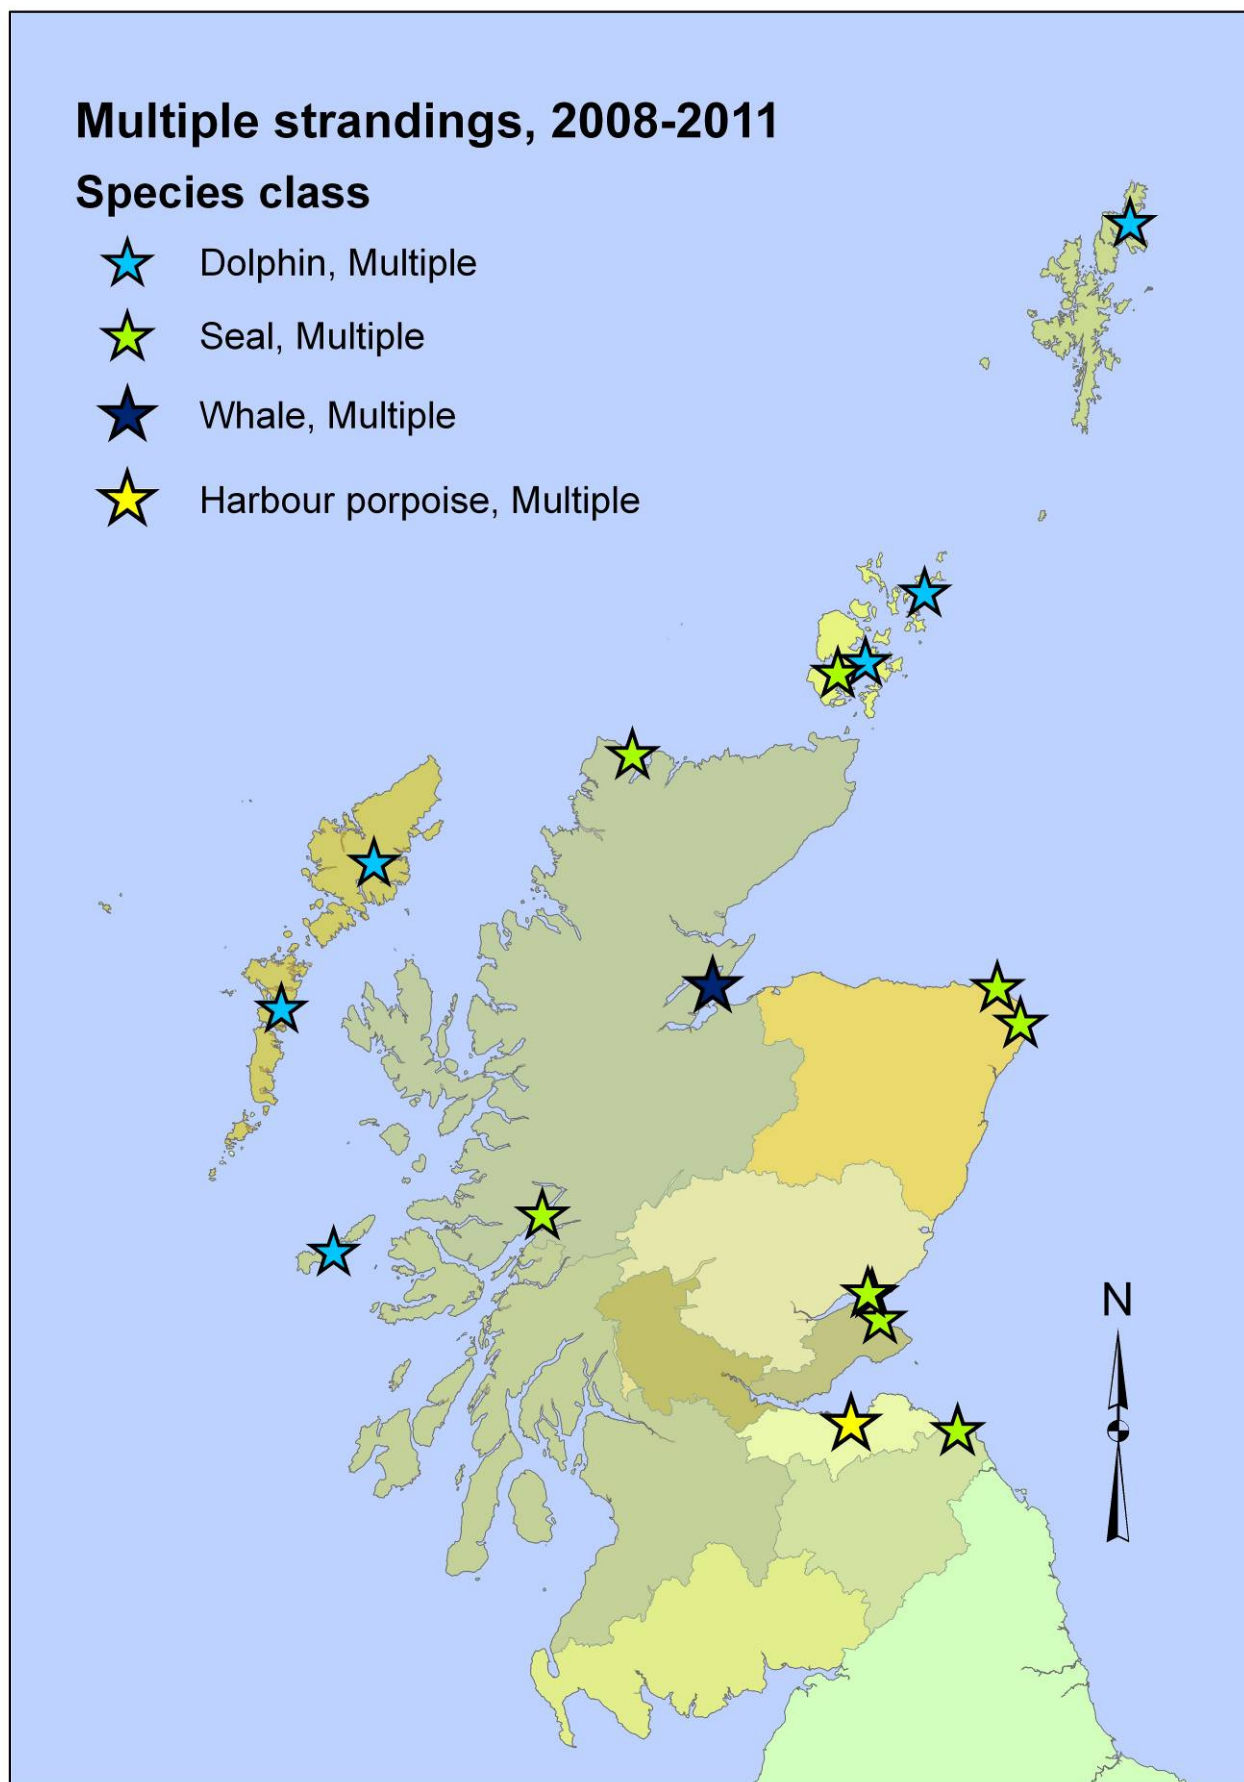 Multiple strandings, 2008-2011
Species class
Dolphin, Multiple
Seal, Multiple
Whale, Multiple
Harbour porpoise, Multiple
N